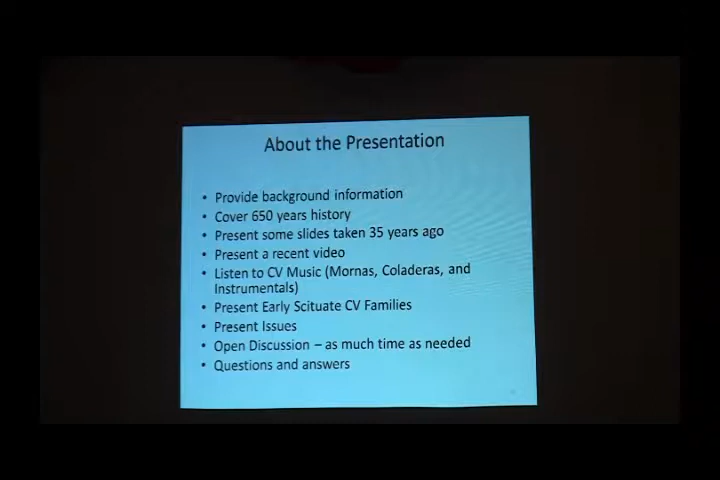 About the Presentation
• Provide background information
• Cover 650 years history
• Present some slides taken 35 years ago
• Present a recent video
• Listen to CV Music (Mornas, Coladeras, and
Instrumentals)
• Present Early Scituate CV Families
• Present Issues
• Open Discussion – as much time as needed
• Questions and answers